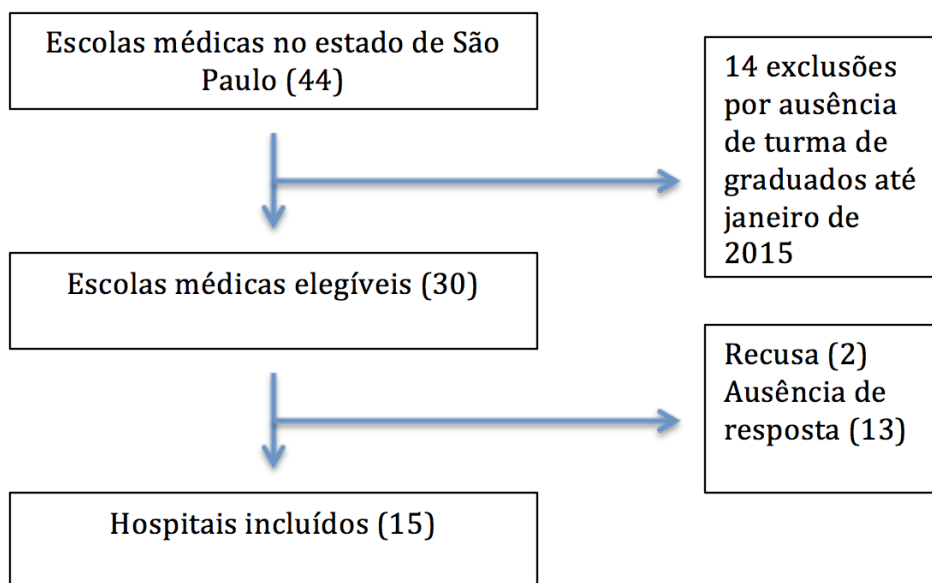 Escolas médicas no estado de São
Paulo (44)
14 exclusões
por ausência
de turma de
graduados até
janeiro de
2015
Escolas médicas elegíveis (30)
Recusa (2)
Ausência de
resposta (13)
Hospitais incluídos (15)